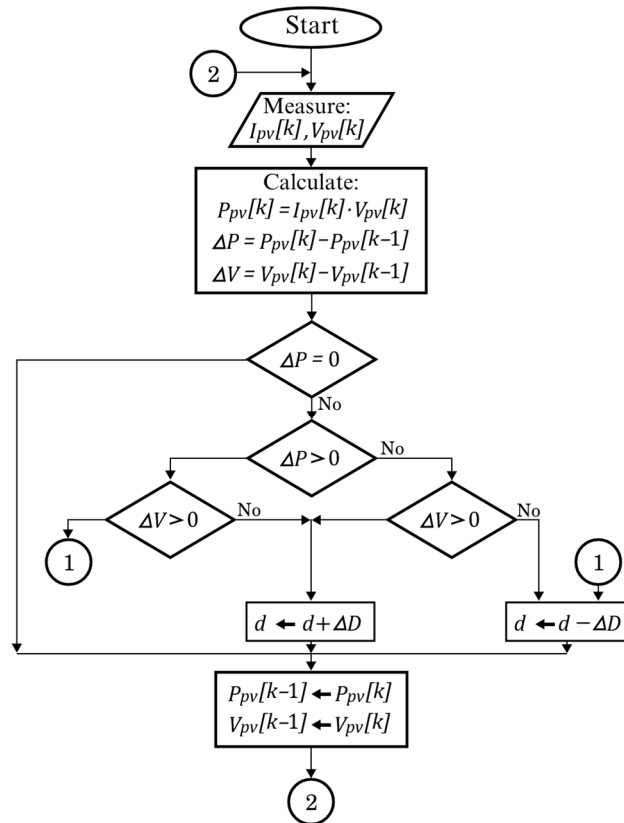 Start
2
Measure:
Ipv[k],Vpv[k]
Calculate:
Ppv[k]=Ipv[k]·Vpv[k]
ΔP=Ppv[k]−Ppv[k−1]
ΔV=Vpv[k]−Vpv[k−1]
ΔP=0
No
ΔP>0
No
ΔV>0
No
ΔV>0
No
1
1
d ← d+ΔD
d ← d−ΔD
Ppv[k−1]←Ppv[k]
Vpv[k−1]←Vpv[k]
2